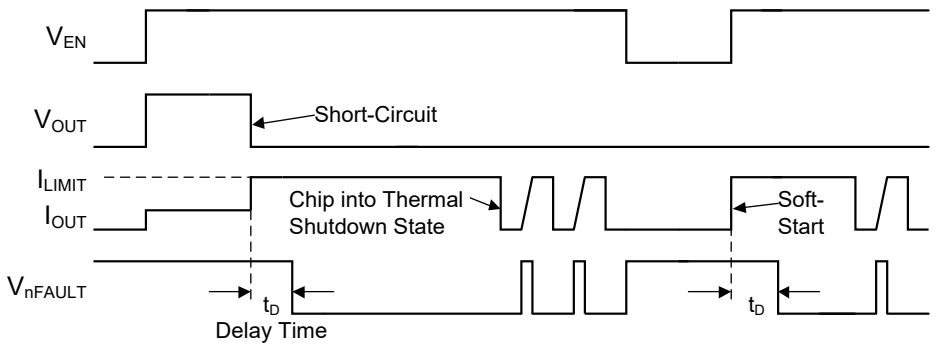 VEN
VOUT
Short-Circuit
ILIMIT
IOUT
Chip into Thermal
Shutdown State
Soft-
Start
VnFAULT
tD
Delay Time
tD